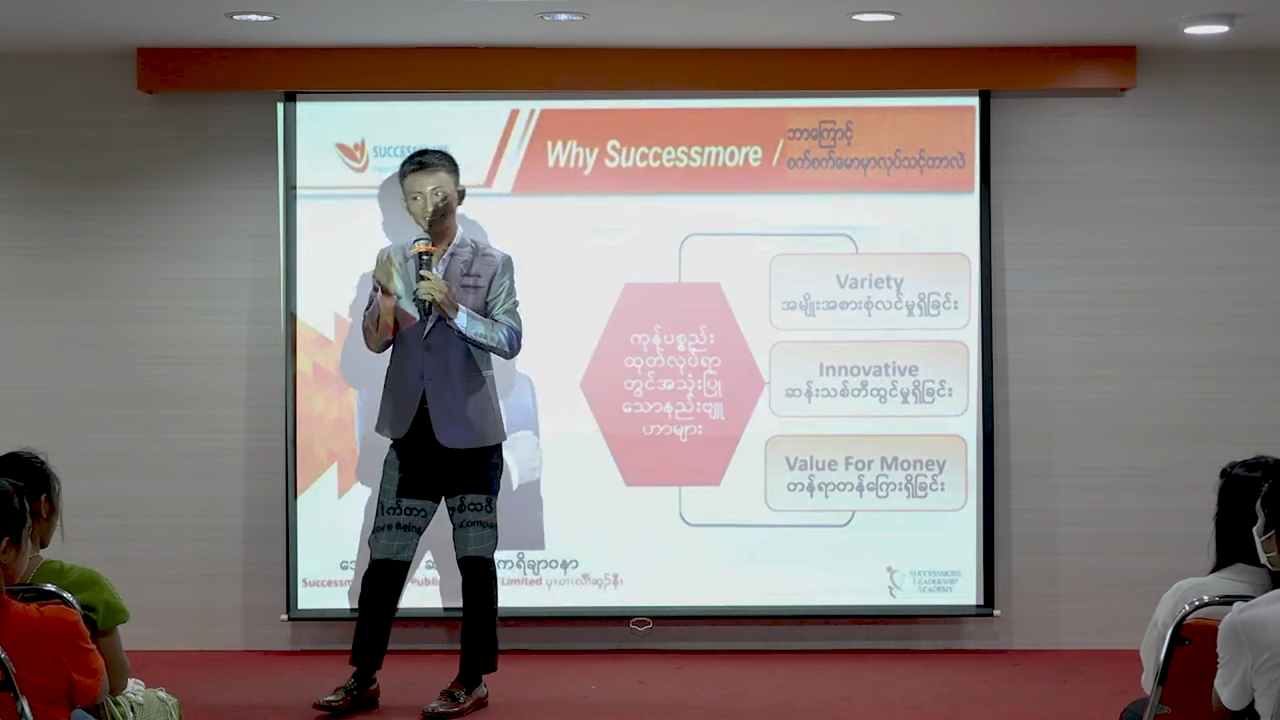 SUCCESSMORE
Why Successmore /
ဘာကြောင့်
စက်စက်မောမှာလုပ်သင့်တာလဲ
Variety
အမျိုးအစားစုံလင်မှုရှိခြင်း
Innovative
ဆန်းသစ်တီထွင်မှုရှိခြင်း
Value For Money
တန်ရာတန်ကြေးရှိခြင်း
ကုန်ပစ္စည်း
ထုတ်လုပ်ရာ
တွင်အသုံးပြု
သောနည်းဗျူ
ဟာများ
Limited
SUCCESSMORE
LEADERSHIP
ACADEMY